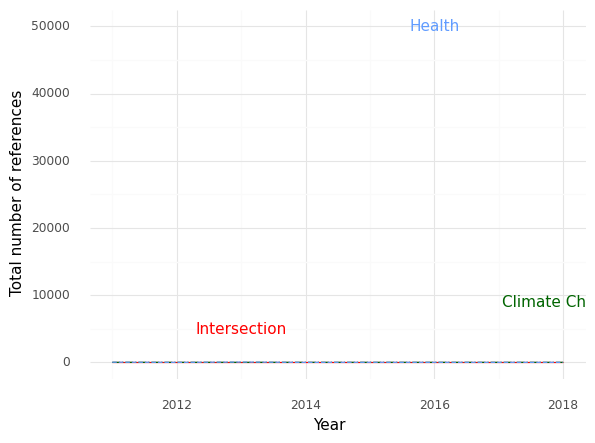 Total number of references
50000
40000
30000
20000
10000
0
Health
Climate Ch
Intersection
2012 2014 2016 2018
Year